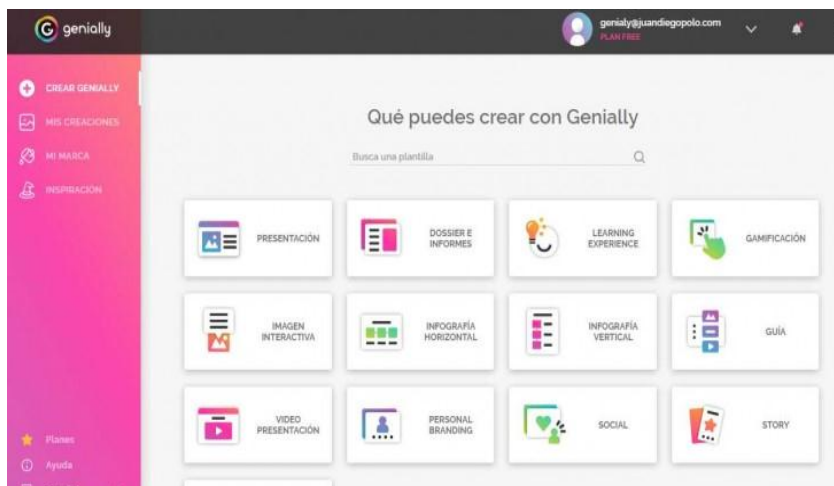 genially
genialy@juandiegopolo.com
PLAN FREE
CREAR GENIALLY
MIS CREACIONES
MI MARCA
INSPIRACIÓN
Planes
Ayuda
Qué puedes crear con Genially
Busca una plantilla
PRESENTACIÓN
DOSSIER E
INFORMES
LEARNING
EXPERIENCE
GAMIFICACIÓN
IMAGEN
INTERACTIVA
INFOGRAFÍA
HORIZONTAL
INFOGRAFÍA
VERTICAL
GUÍA
VIDEO
PRESENTACIÓN
PERSONAL
BRANDING
SOCIAL
STORY